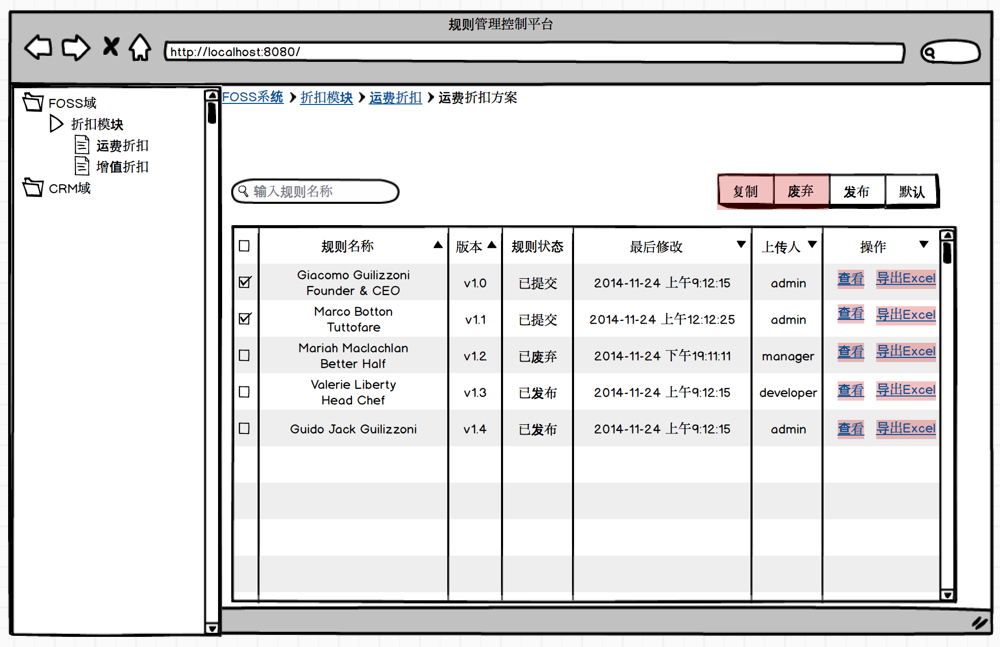 规则管理控制平台
http://localhost:8080/
FOSS域
折扣模块
运费折扣
增值折扣
CRM域
FOSS系统 折扣模块 运费折扣 运费折扣方案
输入规则名称
复制 废弃 发布 默认
规则名称 版本 规则状态 最后修改 上传人 操作
Giacomo Guilizzoni
Founder & CEO
v1.0 已提交 2014-11-24 上午9:12:15 admin 查看 导出Excel
Marco Botton
Tuttofare
v1.1 已提交 2014-11-24 上午12:12:25 admin 查看 导出Excel
Mariah Maclachlan
Better Half
v1.2 已废弃 2014-11-24 下午19:11:11 manager 查看 导出Excel
Valerie Liberty
Head Chef
v1.3 已发布 2014-11-24 上午9:12:15 developer 查看 导出Excel
Guido Jack Guilizzoni v1.4 已发布 2014-11-24 上午9:12:15 admin 查看 导出Excel